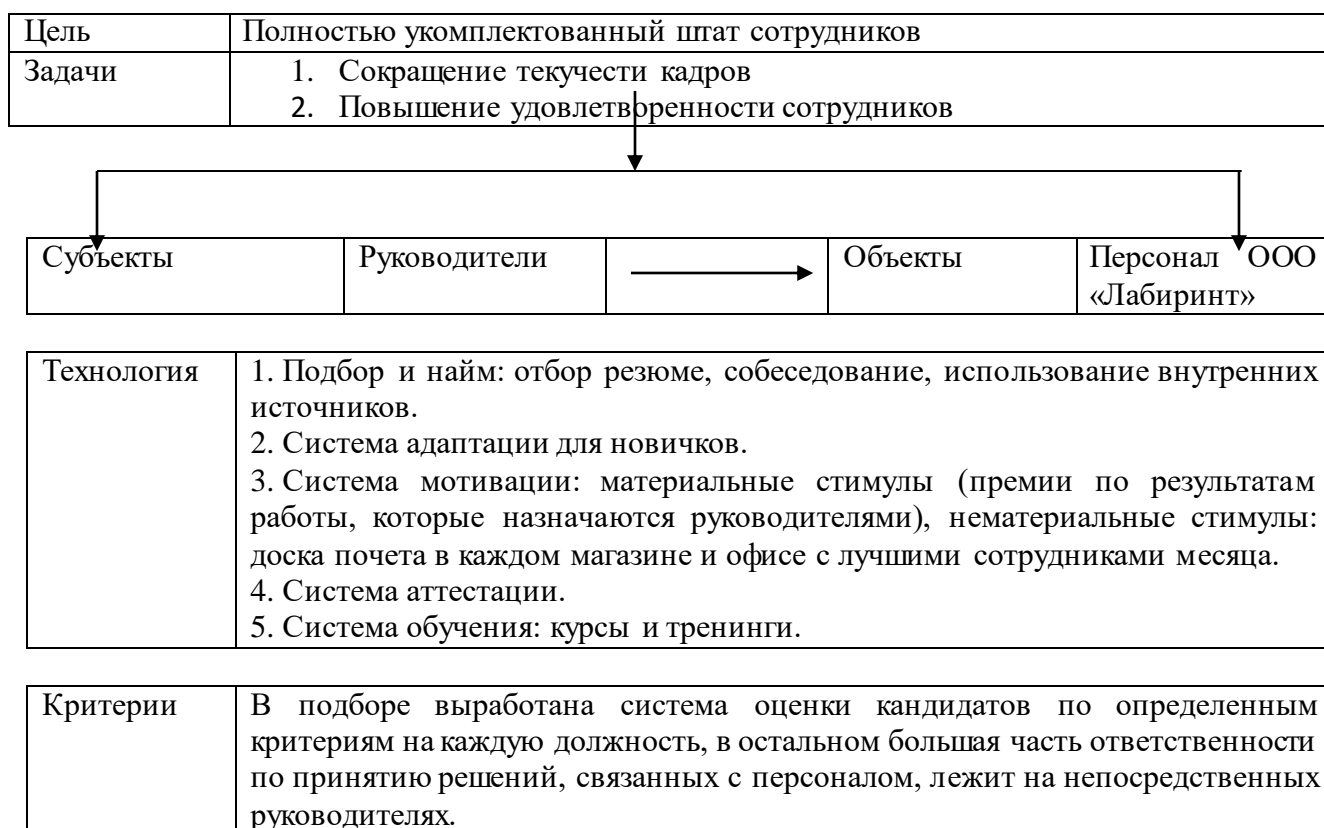 Цель Полностью укомплектованный штат сотрудников
Задачи 1. Сокращение текучести кадров
2. Повышение удовлетворенности сотрудников
Субъекты Руководители Объекты Персонал ООО
«Лабиринт»
Технология 1. Подбор и найм: отбор резюме, собеседование, использование внутренних
источников.
2. Система адаптации для новичков.
3. Система мотивации: материальные стимулы (премии по результатам
работы, которые назначаются руководителями), нематериальные стимулы:
доска почета в каждом магазине и офисе с лучшими сотрудниками месяца.
4. Система аттестации.
5. Система обучения: курсы и тренинги.
Критерии В подборе выработана система оценки кандидатов по определенным
критериям на каждую должность, в остальном большая часть ответственности
по принятию решений, связанных с персоналом, лежит на непосредственных
руководителях.